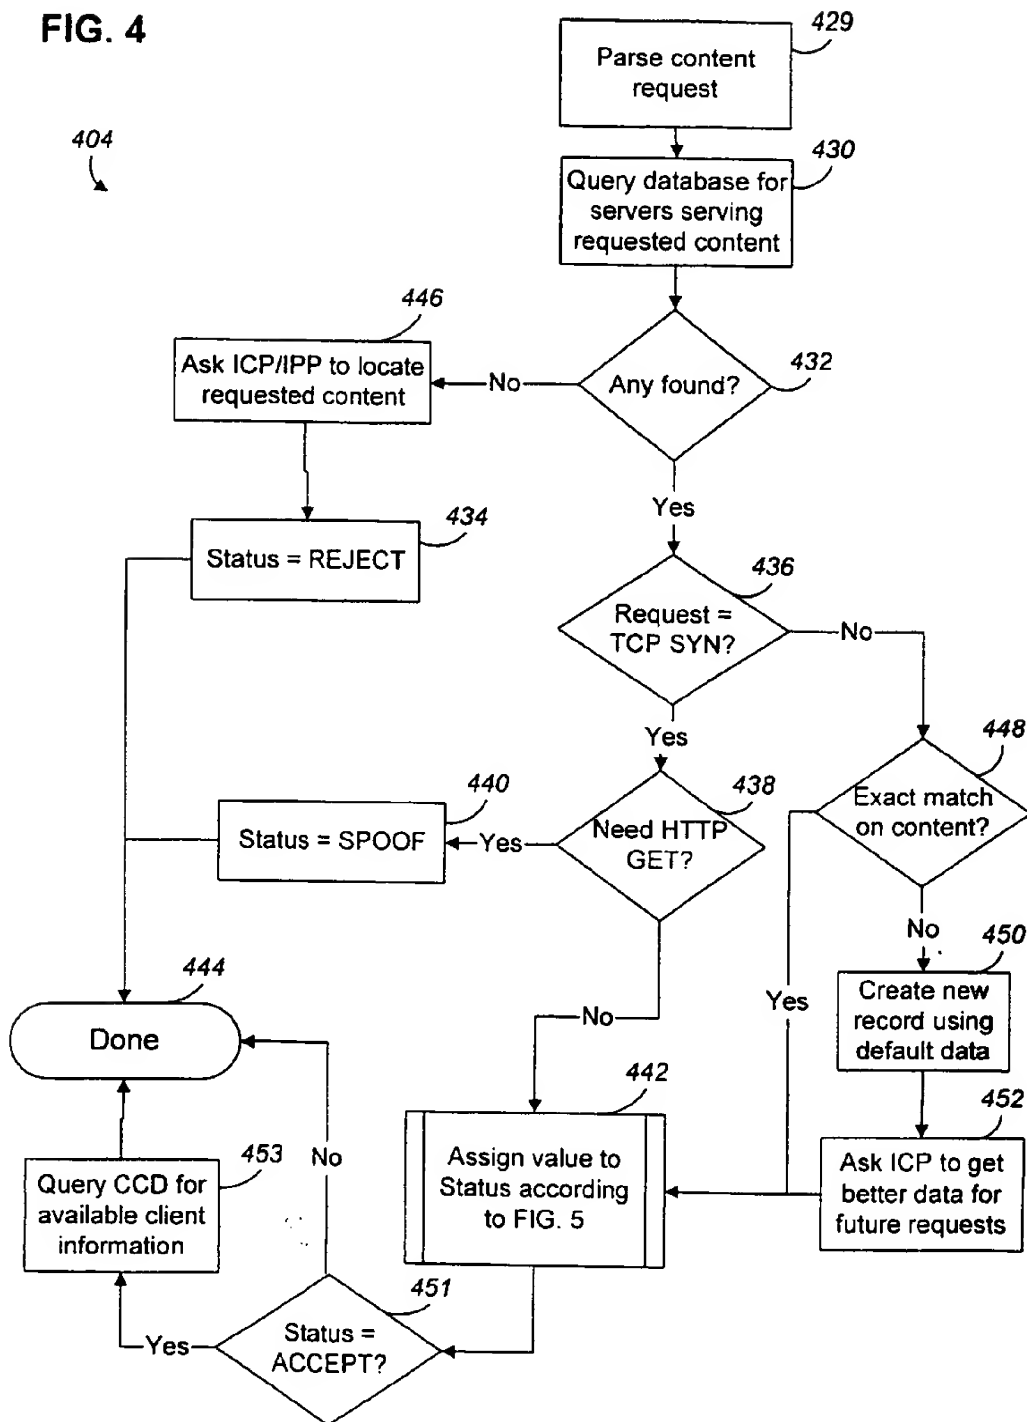 FIG. 4
404
429
Parse content
request
430
Query database for
servers serving
requested content
432
Any found?
No
446
Ask ICP/IPP to locate
requested content
434
Status = REJECT
Yes
436
Request =
TCP SYN?
No
Yes
438
Need HTTP
GET?
Yes
440
Status = SPOOF
448
Exact match
on content?
No
Yes
450
Create new
record using
default data
452
Ask ICP to get
better data for
future requests
No
442
Assign value to
Status according
to FIG. 5
444
Done
No
453
Query CCD for
available client
information
451
Status =
ACCEPT?
Yes